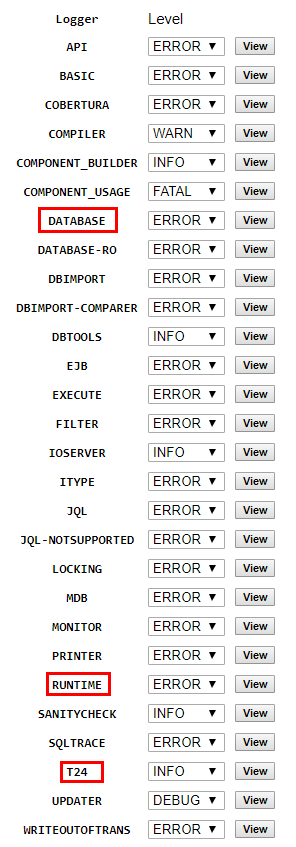 Logger Level
API ERROR ▼ View
BASIC ERROR ▼ View
COBERTURA ERROR ▼ View
COMPILER WARN ▼ View
COMPONENT_BUILDER INFO ▼ View
COMPONENT_USAGE FATAL ▼ View
DATABASE ERROR ▼ View
DATABASE-RO ERROR ▼ View
DBIMPORT ERROR ▼ View
DBIMPORT-COMPARER ERROR ▼ View
DBTOOLS INFO ▼ View
EJB ERROR ▼ View
EXECUTE ERROR ▼ View
FILTER ERROR ▼ View
IOSERVER INFO ▼ View
ITYPE ERROR ▼ View
JQL ERROR ▼ View
JQL-NOTSUPPORTED ERROR ▼ View
LOCKING ERROR ▼ View
MDB ERROR ▼ View
MONITOR ERROR ▼ View
PRINTER ERROR ▼ View
RUNTIME ERROR ▼ View
SANITYCHECK INFO ▼ View
SQLTRACE ERROR ▼ View
T24 INFO ▼ View
UPDATER DEBUG ▼ View
WRITEOUTOFTRANS ERROR ▼ View